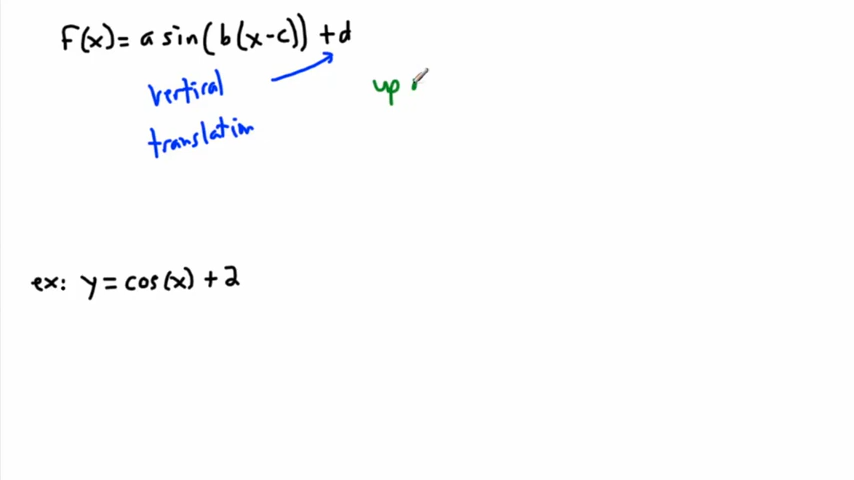 F(x)= a sin(b(x-c)) +d
vertical
up
translation
ex: y = cos(x) + 2